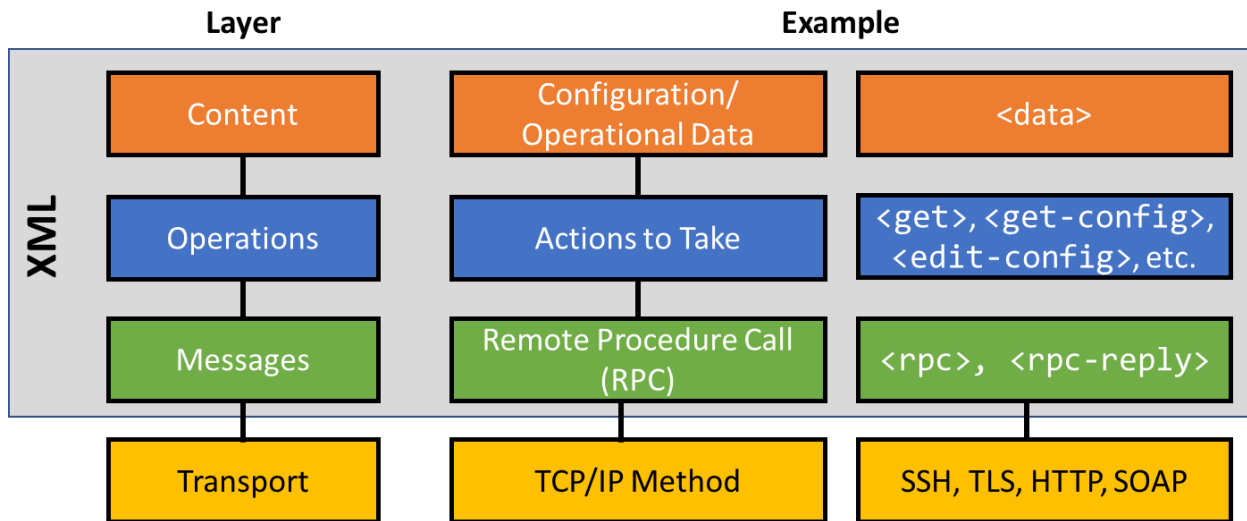 Layer
Example
XML
Content
Configuration/
Operational Data
<data>
Operations
Actions to Take
<get>, <get-config>,
<edit-config>, etc.
Messages
Remote Procedure Call
(RPC)
<rpc>, <rpc-reply>
Transport
TCP/IP Method
SSH, TLS, HTTP, SOAP